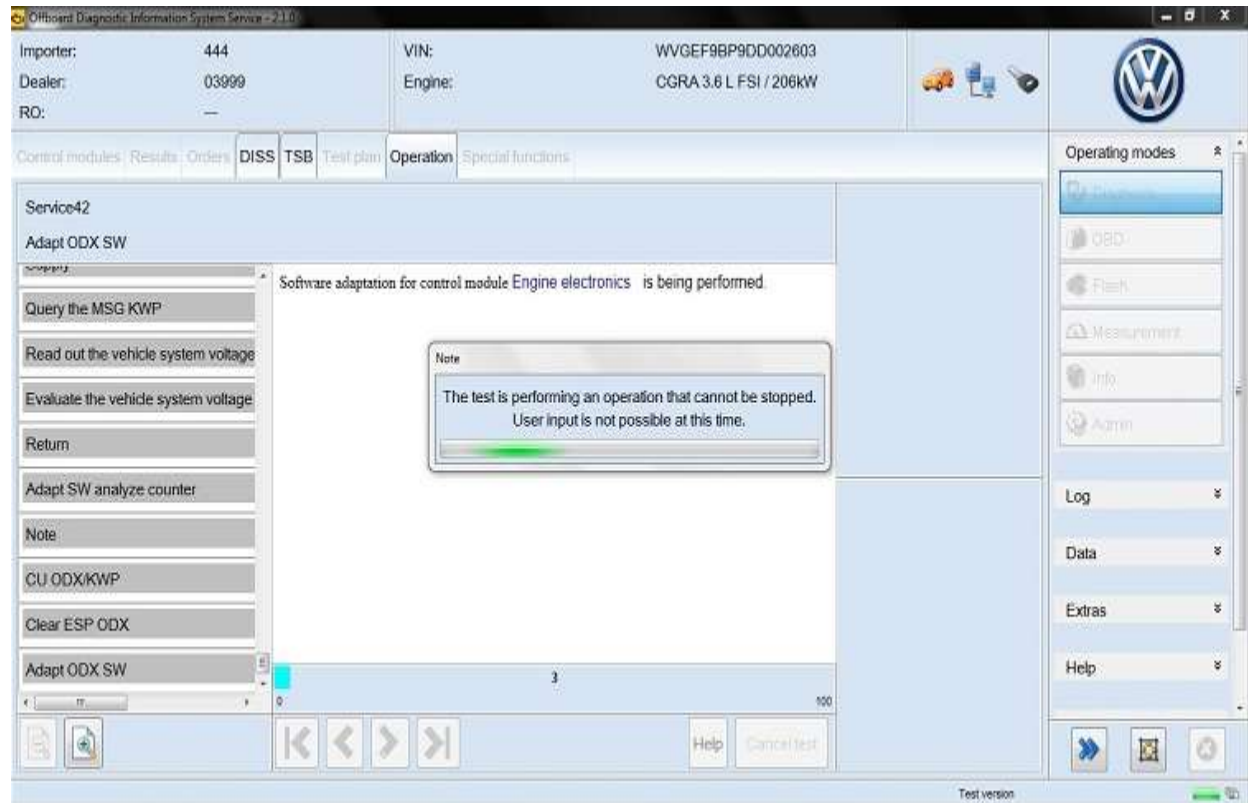 Offboard Diagnostic Information System Service - 2.1.0
Importer: 444 VIN: WVGEF9BP9DD002603
Dealer: 03999 Engine: CGRA 3.6 L FSI / 206kW
RO: ---
Control modules Results Orders DISS TSB Test plan Operation Special functions
Operating modes
Diagnosis
OBD
Flash
Measurement
Info
Admin
Log
Data
Extras
Help
Service42
Adapt ODX SW
Supply
Query the MSG KWP
Read out the vehicle system voltage
Evaluate the vehicle system voltage
Return
Adapt SW analyze counter
Note
CU ODX/KWP
Clear ESP ODX
Adapt ODX SW
Software adaptation for control module Engine electronics is being performed.
Note
The test is performing an operation that cannot be stopped.
User input is not possible at this time.
3
0 100
Help Cancel test
Test version